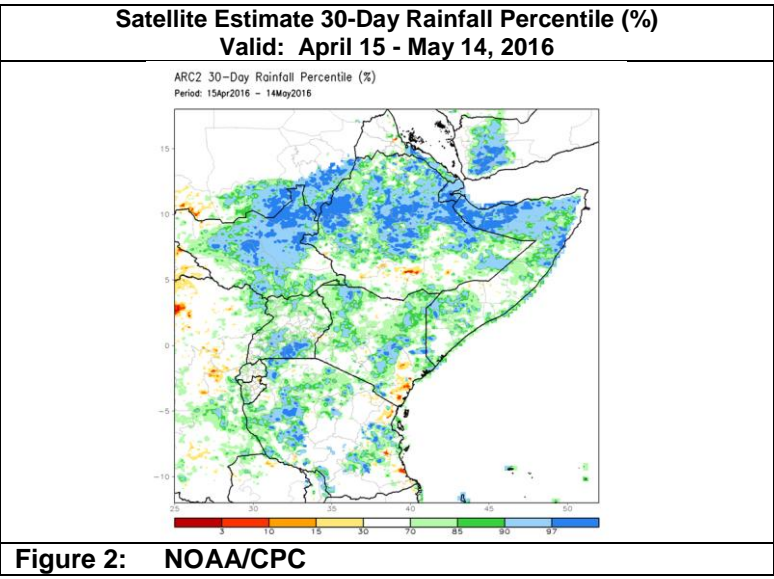 Satellite Estimate 30-Day Rainfall Percentile (%)
Valid: April 15 - May 14, 2016
ARC2 30-Day Rainfall Percentile (%)
Period: 15Apr2016 - 14May2016
15
10
5
0
-5
-10
25 30 35 40 45 50
3 10 15 30 70 85 90 97
Figure 2: NOAA/CPC